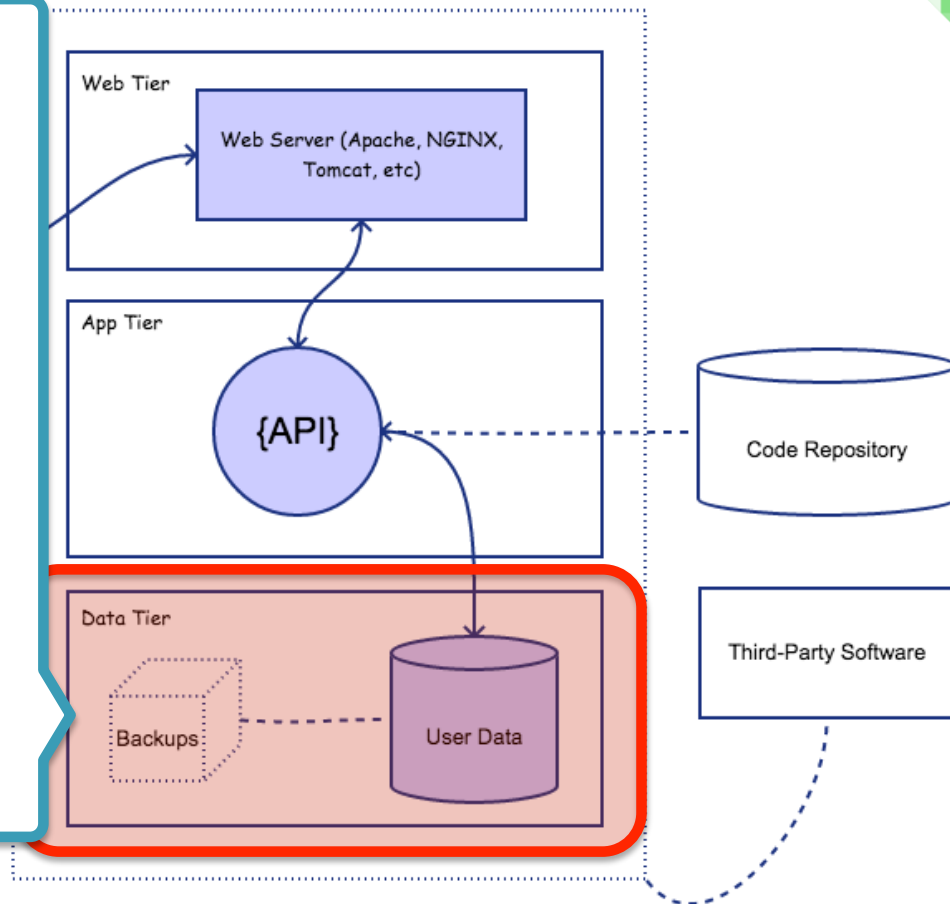 Web Tier
Web Server (Apache, NGINX,
Tomcat, etc)
App Tier
{API}
Code Repository
Data Tier
Backups
User Data
Third-Party Software